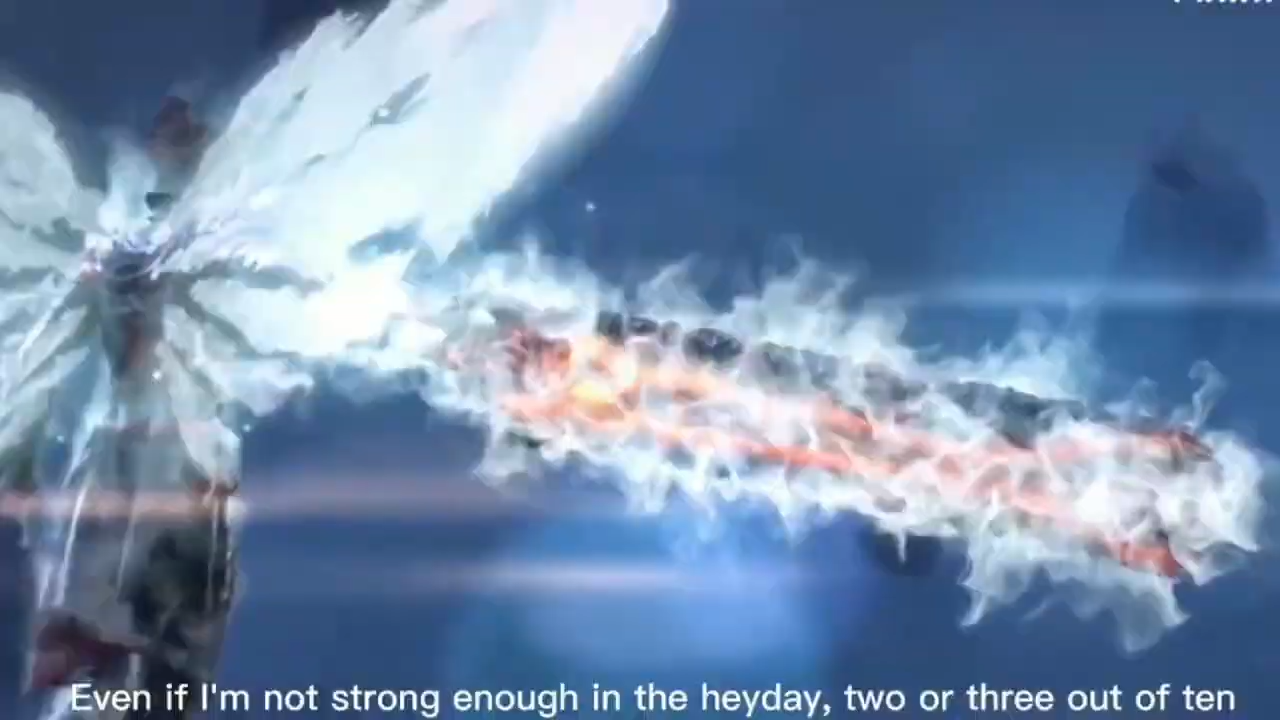 Even if I'm not strong enough in the heyday, two or three out of ten